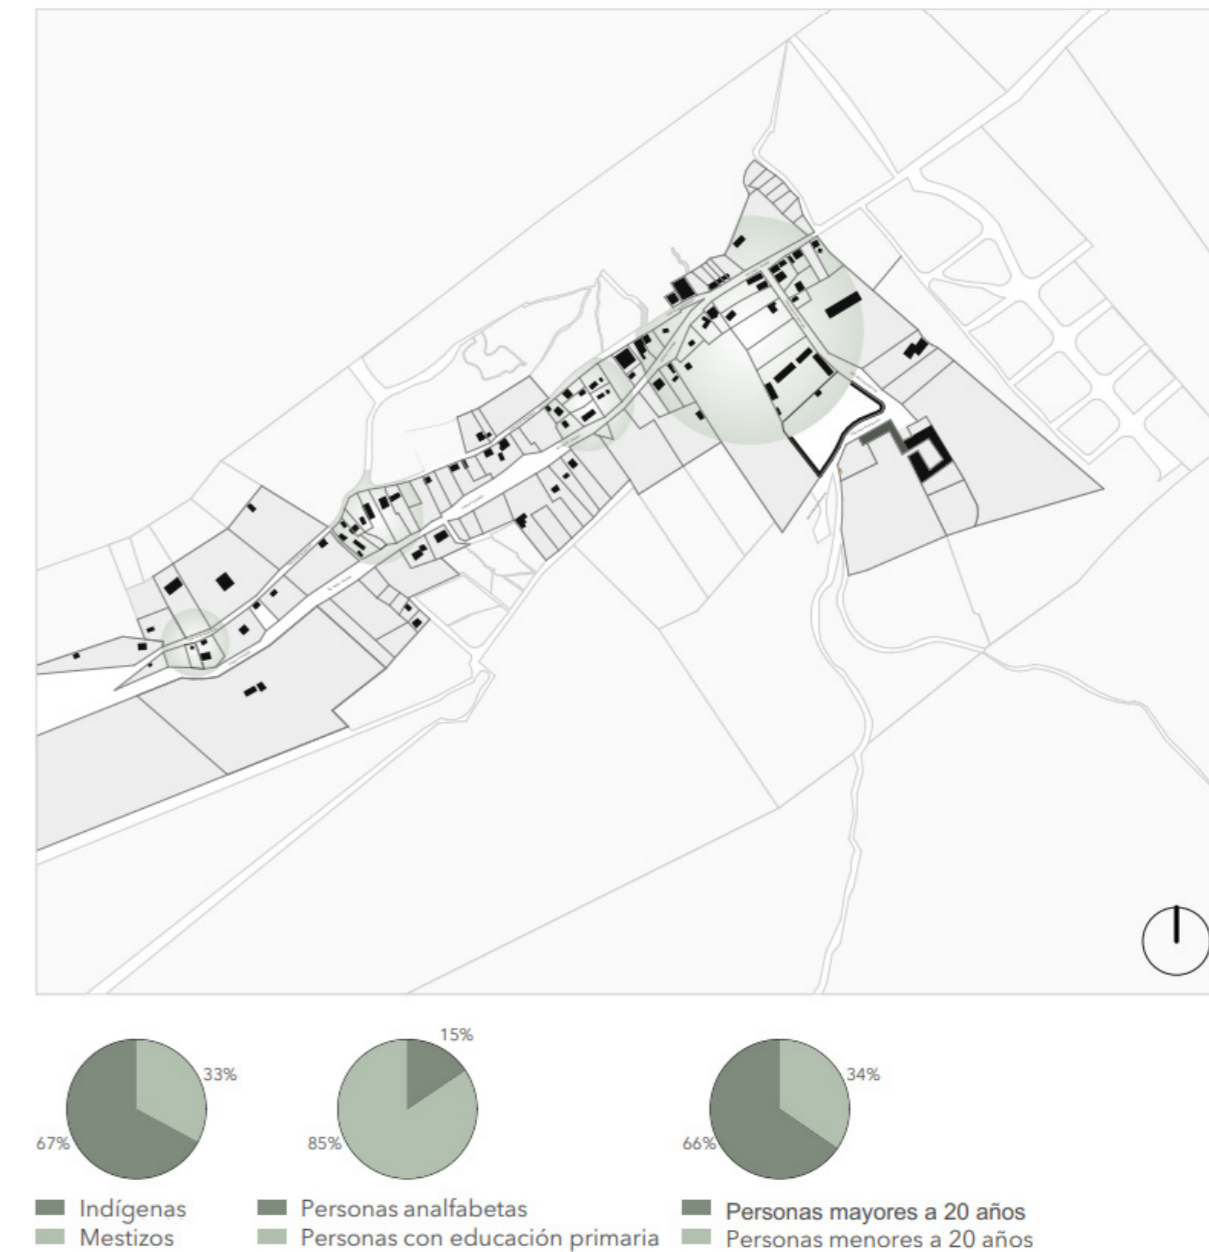 15%
33%
34%
67%
85%
66%
Indígenas
Personas analfabetas
Personas mayores a 20 años
Mestizos
Personas con educación primaria
Personas menores a 20 años